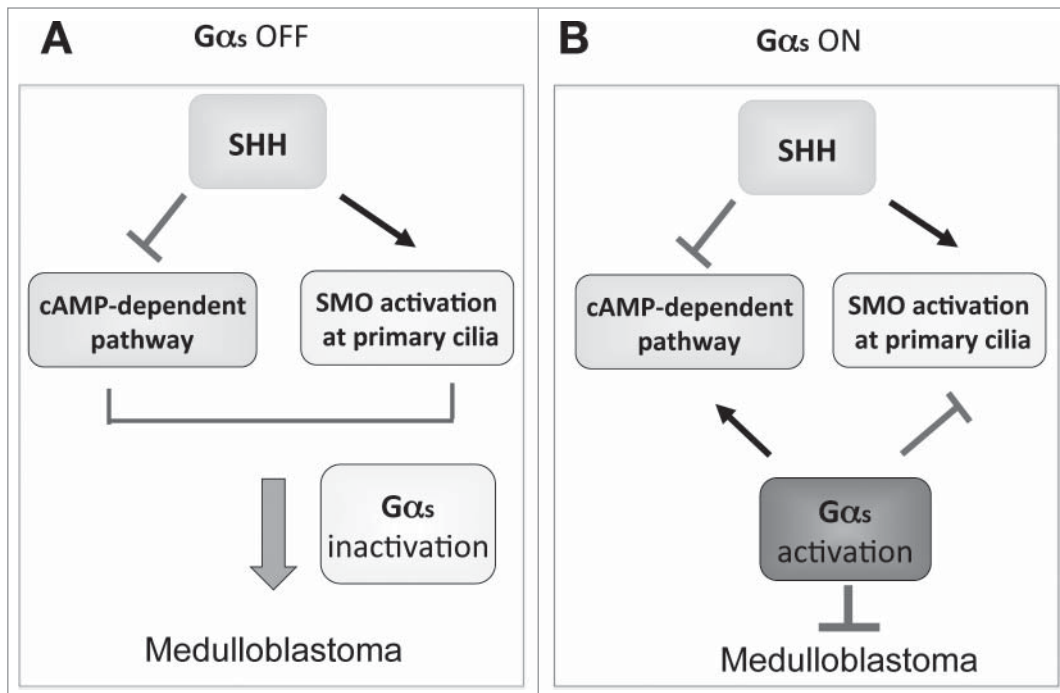 A
Gαs OFF
SHH
cAMP-dependent
pathway
SMO activation
at primary cilia
Gαs
inactivation
Medulloblastoma
B
Gαs ON
SHH
cAMP-dependent
pathway
SMO activation
at primary cilia
Gαs
activation
Medulloblastoma